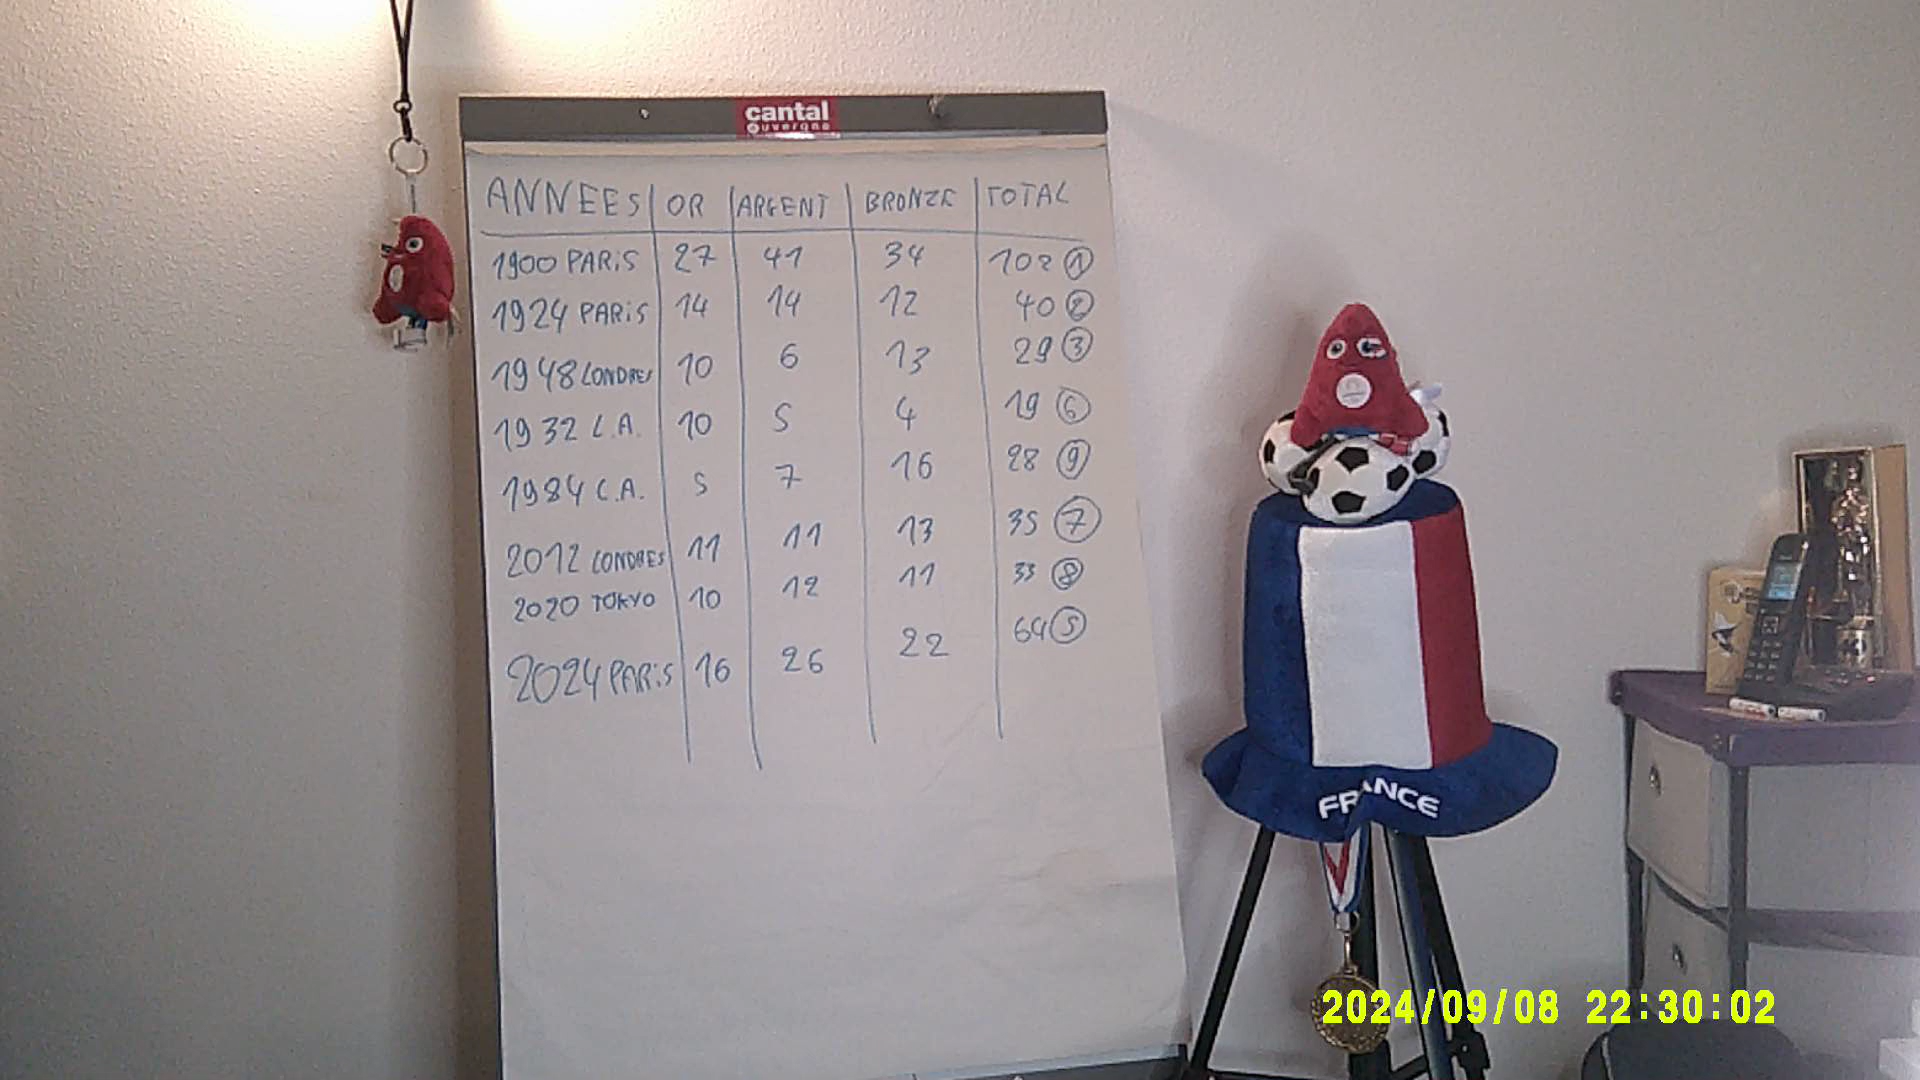 cantal
auvergne
ANNEES OR ARGENT BRONZE TOTAL
1900 PARIS 27 41 34 102 1
1924 PARIS 14 14 12 40 2
1948 LONDRES 10 6 13 29 3
1932 L.A. 10 5 4 19 6
1984 L.A. 5 7 16 28 9
2012 LONDRES 11 11 13 35 7
2020 TOKYO 10 12 11 33 8
2024 PARIS 16 26 22 64 5
FRANCE
2024/09/08 22:30:02